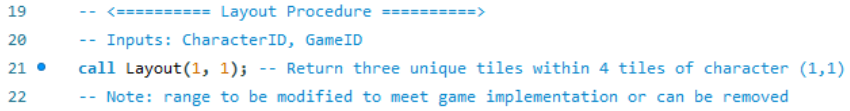 19 -- <========== Layout Procedure ==========>
20 -- Inputs: CharacterID, GameID
21 call Layout(1, 1); -- Return three unique tiles within 4 tiles of character (1,1)
22 -- Note: range to be modified to meet game implementation or can be removed